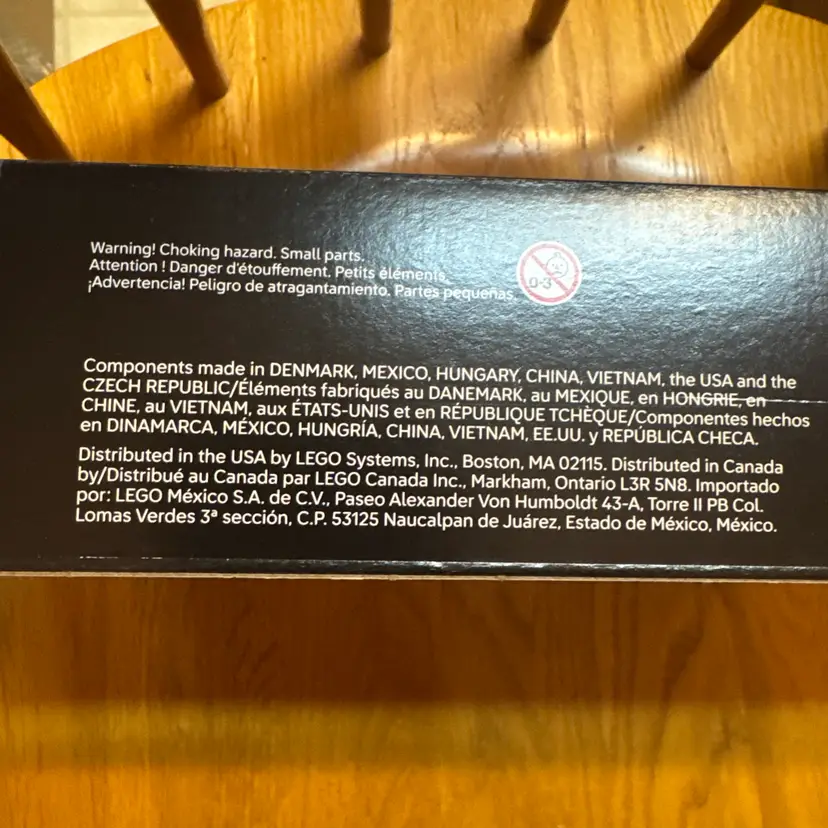 Warning! Choking hazard. Small parts.
Attention ! Danger d'étouffement. Petits éléments.
¡Advertencia! Peligro de atragantamiento. Partes pequeñas.
0-3
Components made in DENMARK, MEXICO, HUNGARY, CHINA, VIETNAM, the USA and the
CZECH REPUBLIC/Éléments fabriqués au DANEMARK, au MEXIQUE, en HONGRIE, en
CHINE, au VIETNAM, aux ÉTATS-UNIS et en RÉPUBLIQUE TCHÈQUE/Componentes hechos
en DINAMARCA, MÉXICO, HUNGRÍA, CHINA, VIETNAM, EE.UU. y REPÚBLICA CHECA.
Distributed in the USA by LEGO Systems, Inc., Boston, MA 02115. Distributed in Canada
by/Distribué au Canada par LEGO Canada Inc., Markham, Ontario L3R 5N8. Importado
por: LEGO México S.A. de C.V., Paseo Alexander Von Humboldt 43-A, Torre II PB Col.
Lomas Verdes 3ª sección, C.P. 53125 Naucalpan de Juárez, Estado de México, México.